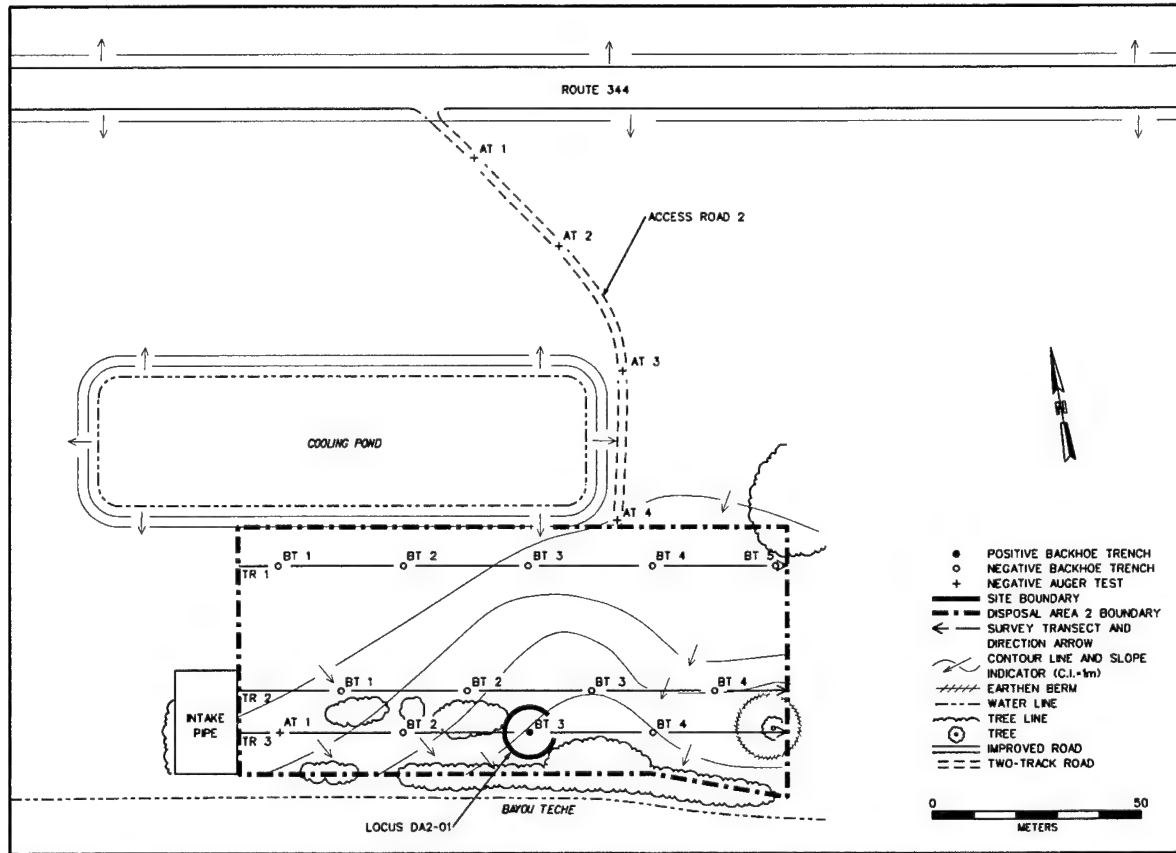 ROUTE 344
AT 1
AT 2
ACCESS ROAD 2
AT 3
COOLING POND
AT 4
BT 1
BT 2
BT 3
BT 4
BT 5
TR 1
BT 1
BT 2
BT 3
BT 4
TR 2
INTAKE
PIPE
AT 1
BT 2
BT 3
BT 4
TR 3
BAYOU TECHE
LOCUS DA2-01
POSITIVE BACKHOE TRENCH
NEGATIVE BACKHOE TRENCH
NEGATIVE AUGER TEST
SITE BOUNDARY
DISPOSAL AREA 2 BOUNDARY
SURVEY TRANSECT AND
DIRECTION ARROW
CONTOUR LINE AND SLOPE
INDICATOR (C.I.=1m)
EARTHEN BERM
WATER LINE
TREE LINE
TREE
IMPROVED ROAD
TWO-TRACK ROAD
0 50
METERS